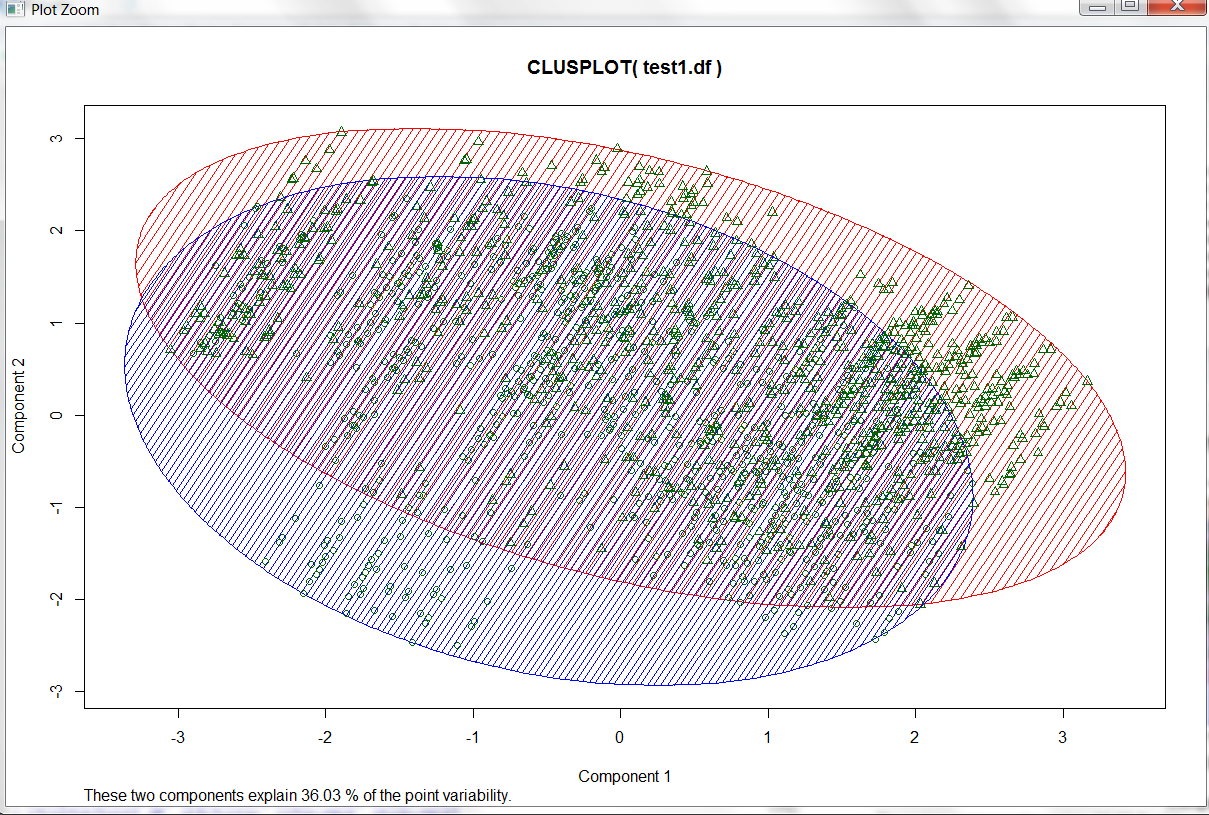 Plot Zoom
CLUSPLOT( test1.df )
Component 2
3
2
1
0
-1
-2
-3
-3 -2 -1 0 1 2 3
Component 1
These two components explain 36.03 % of the point variability.